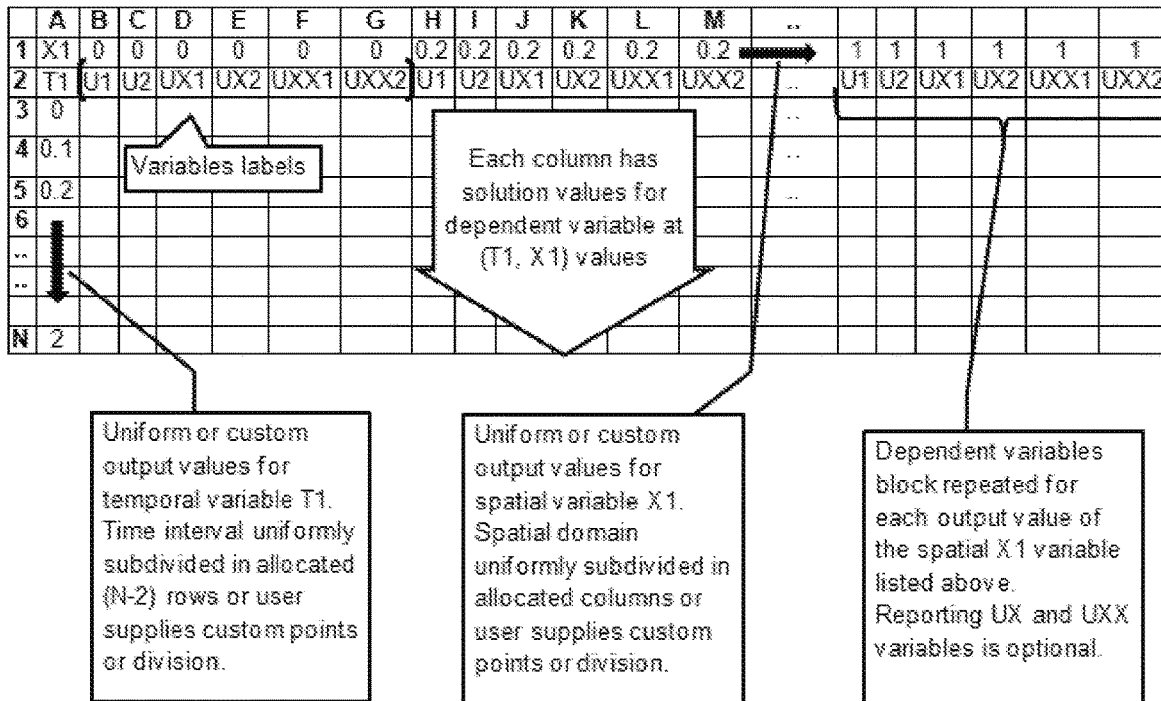 A B C D E F G H I J K L M ..
1 X1 0 0 0 0 0 0 0.2 0.2 0.2 0.2 0.2 0.2 1 1 1 1 1 1
2 T1 U1 U2 UX1 UX2 UXX1 UXX2 U1 U2 UX1 UX2 UXX1 UXX2 .. U1 U2 UX1 UX2 UXX1 UXX2
3 0 ..
4 0.1 ..
5 0.2 ..
6
..
..
N 2
Variables labels
Each column has
solution values for
dependent variable at
(T1, X1) values
Uniform or custom
output values for
temporal variable T1.
Time interval uniformly
subdivided in allocated
(N-2) rows or user
supplies custom points
or division.
Uniform or custom
output values for
spatial variable X1.
Spatial domain
uniformly subdivided in
allocated columns or
user supplies custom
points or division.
Dependent variables
block repeated for
each output value of
the spatial X1 variable
listed above.
Reporting UX and UXX
variables is optional.